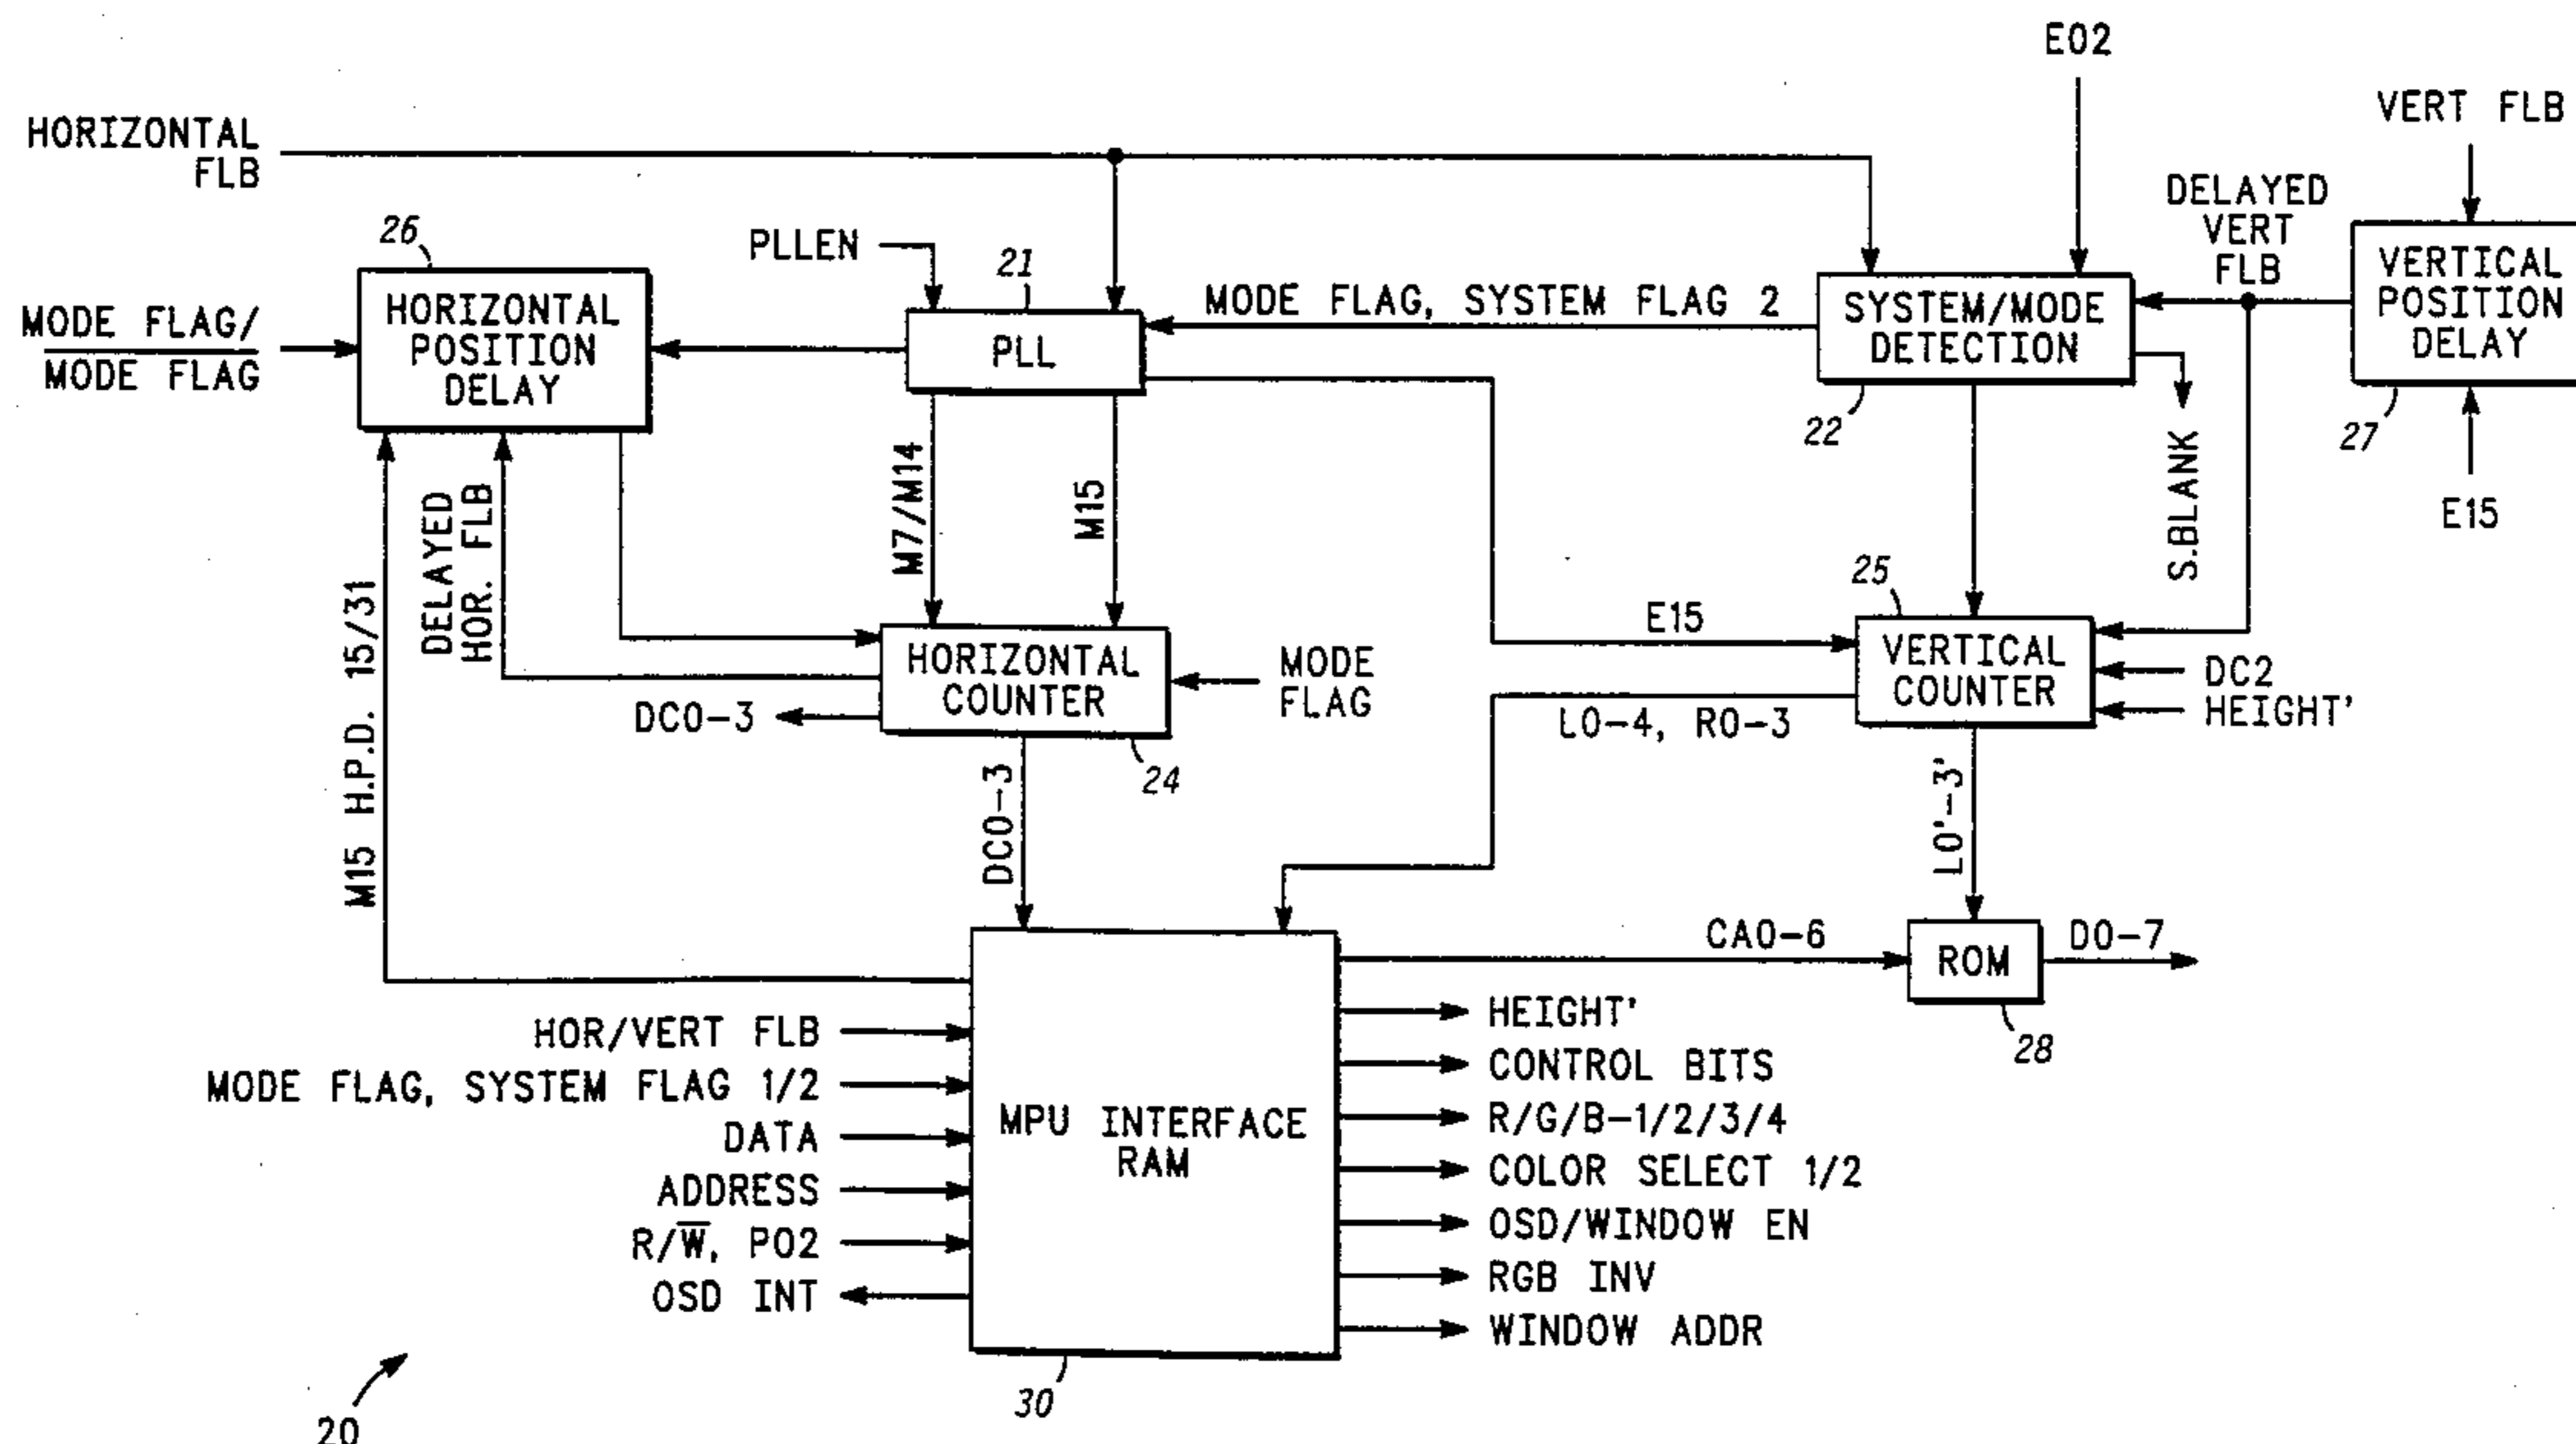 E02
VERT FLB
HORIZONTAL
FLB
DELAYED
VERT
FLB
26
PLLEN
21
MODE FLAG/
MODE FLAG
HORIZONTAL
POSITION
DELAY
PLL
MODE FLAG, SYSTEM FLAG 2
SYSTEM/MODE
DETECTION
22
S.BLANK
VERTICAL
POSITION
DELAY
27
E15
M15 H.P.D. 15/31
DELAYED
HOR. FLB
M7/M14
M15
E15
25
HORIZONTAL
COUNTER
24
MODE
FLAG
VERTICAL
COUNTER
DC2
HEIGHT'
DC0-3
L0-4, R0-3
DC0-3
L0'-3'
CA0-6
ROM
D0-7
28
HOR/VERT FLB
MODE FLAG, SYSTEM FLAG 1/2
DATA
ADDRESS
R/W, P02
OSD INT
MPU INTERFACE
RAM
30
HEIGHT'
CONTROL BITS
R/G/B-1/2/3/4
COLOR SELECT 1/2
OSD/WINDOW EN
RGB INV
WINDOW ADDR
20